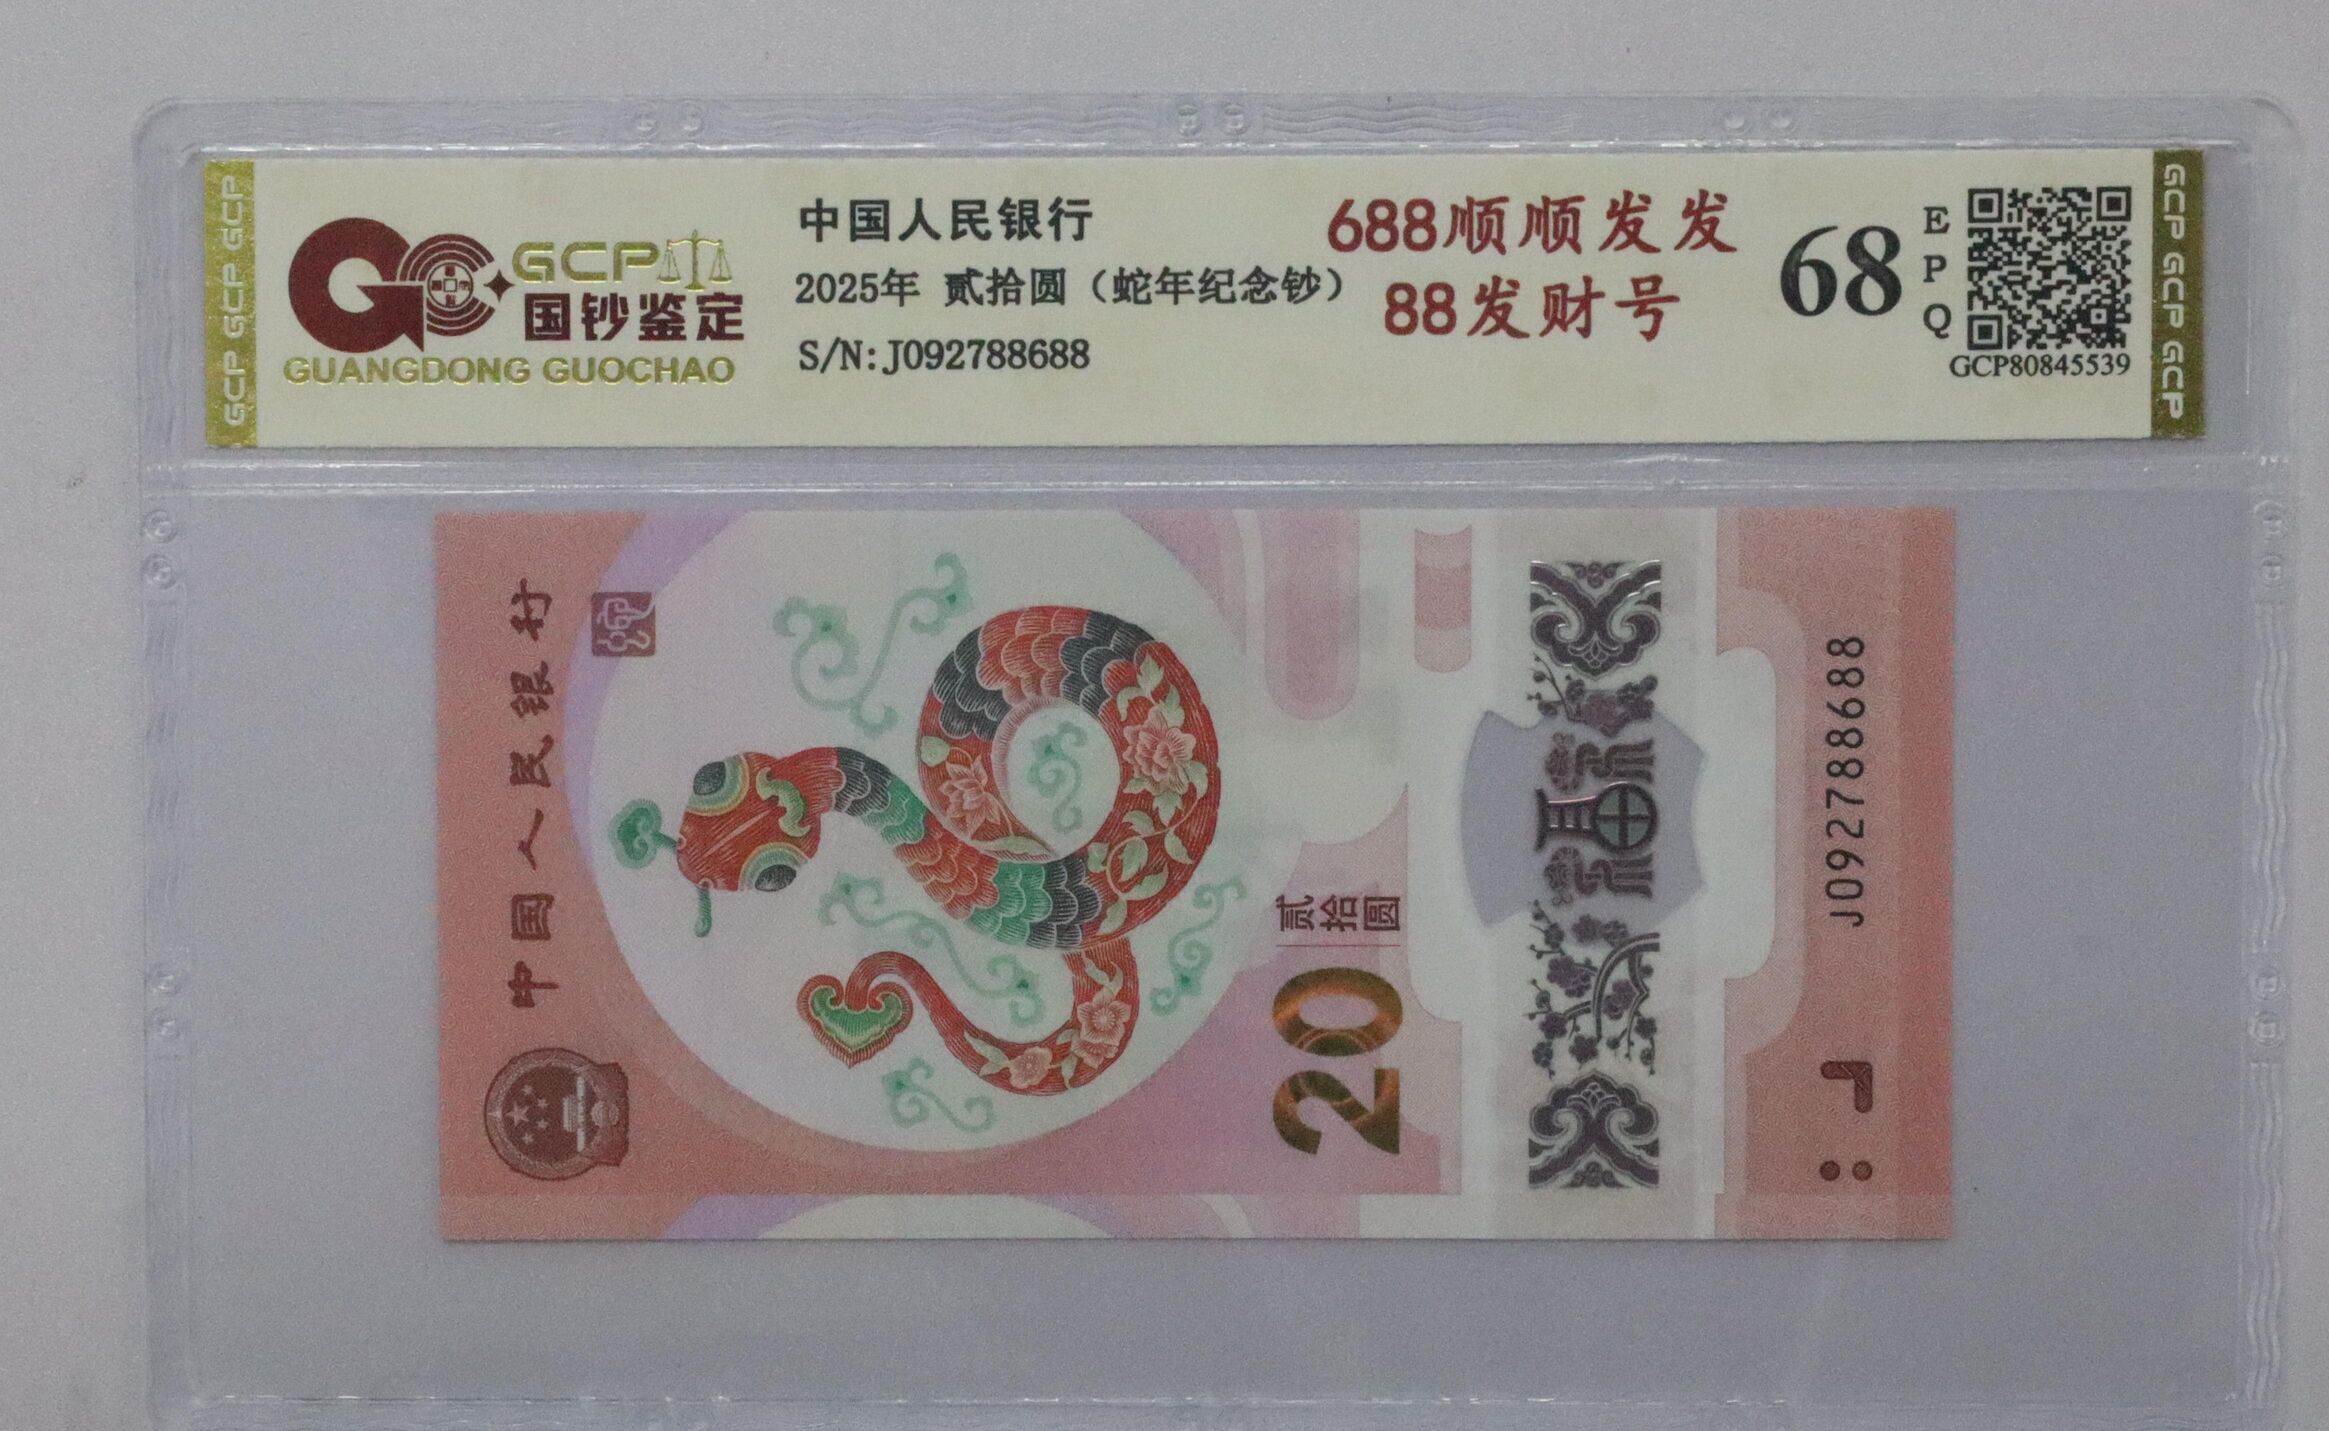 GCP GCP GCP
GCP
国钞鉴定
GUANGDONG GUOCHAO
中国人民银行
2025年 贰拾圆（蛇年纪念钞）
S/N:J092788688
688顺顺发发
88发财号
68
EPQ
GCP80845539
GCP GCP GCP
中国人民银行
20
贰拾圆
福
J092788688